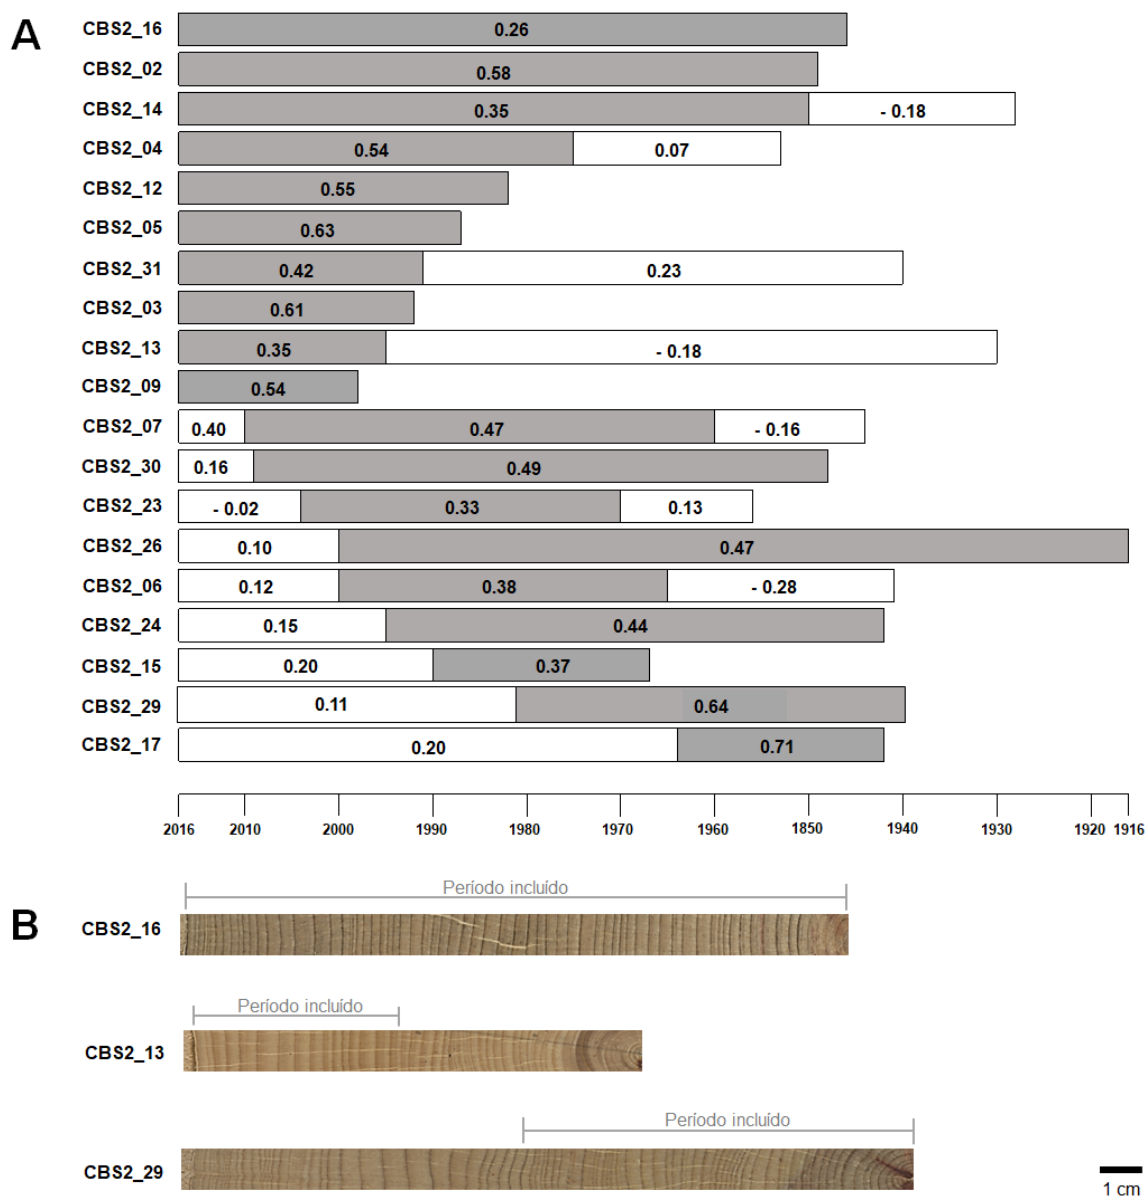 A
CBS2_16 0.26
CBS2_02 0.58
CBS2_14 0.35 - 0.18
CBS2_04 0.54 0.07
CBS2_12 0.55
CBS2_05 0.63
CBS2_31 0.42 0.23
CBS2_03 0.61
CBS2_13 0.35 - 0.18
CBS2_09 0.54
CBS2_07 0.40 0.47 - 0.16
CBS2_30 0.16 0.49
CBS2_23 - 0.02 0.33 0.13
CBS2_26 0.10 0.47
CBS2_06 0.12 0.38 - 0.28
CBS2_24 0.15 0.44
CBS2_15 0.20 0.37
CBS2_29 0.11 0.64
CBS2_17 0.20 0.71
2016 2010 2000 1990 1980 1970 1960 1850 1940 1930 1920 1916
Período incluído
B
CBS2_16
Período incluído
CBS2_13
Período incluído
CBS2_29
1 cm